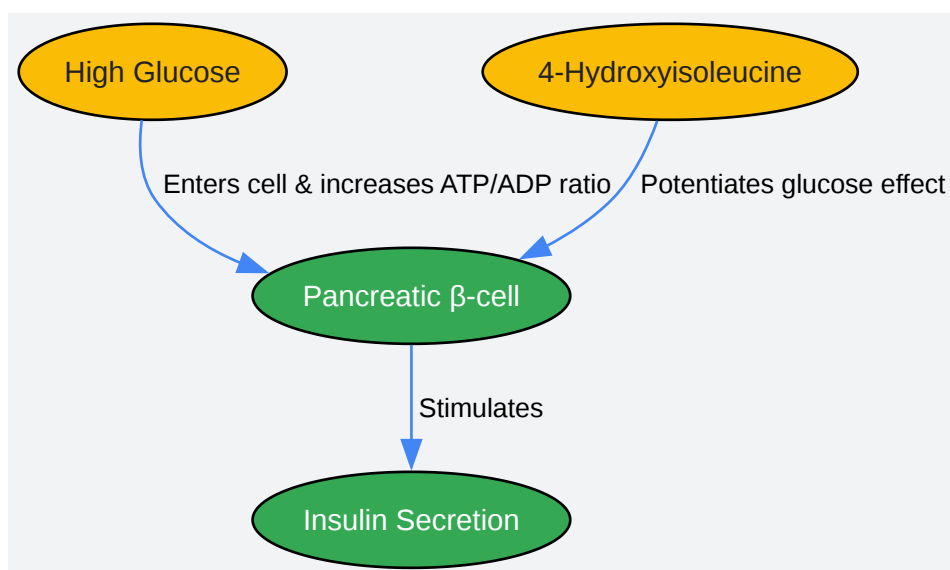 High Glucose
4-Hydroxyisoleucine
Enters cell & increases ATP/ADP ratio
Potentiates glucose effect
Pancreatic β-cell
Stimulates
Insulin Secretion